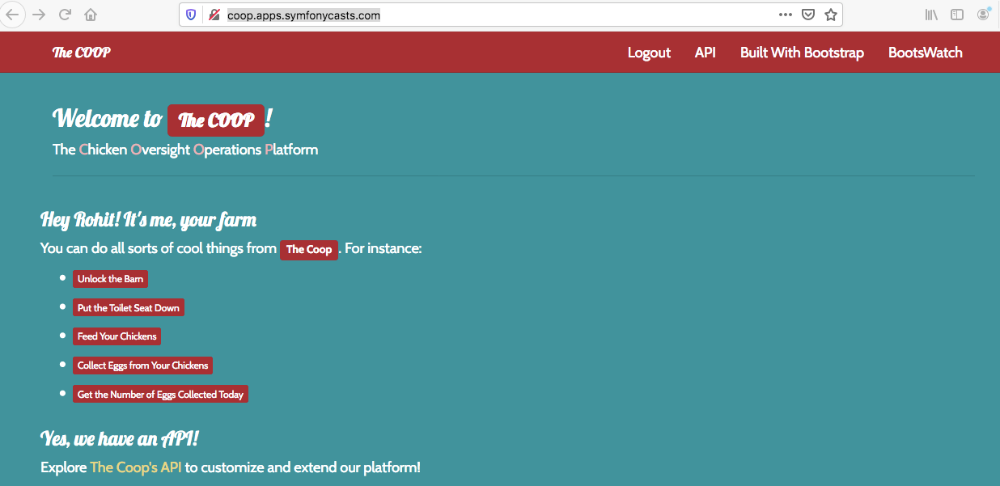 coop.apps.symfonycasts.com
The COOP
Logout API Built With Bootstrap BootsWatch
Welcome to The COOP!
The Chicken Oversight Operations Platform
Hey Rohit! It's me, your farm
You can do all sorts of cool things from The Coop. For instance:
Unlock the Barn
Put the Toilet Seat Down
Feed Your Chickens
Collect Eggs from Your Chickens
Get the Number of Eggs Collected Today
Yes, we have an API!
Explore The Coop's API to customize and extend our platform!